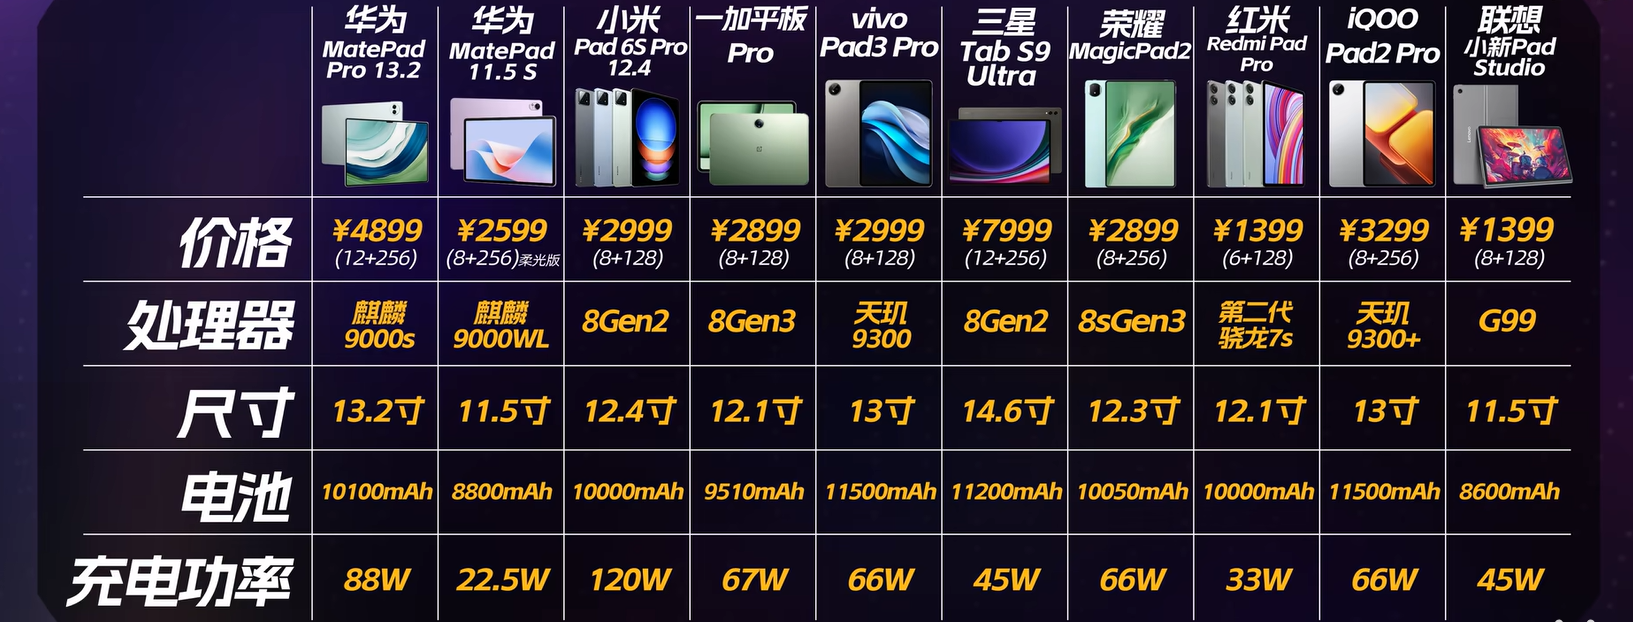 华为
MatePad
Pro 13.2
华为
MatePad
11.5 S
小米
Pad 6S Pro
12.4
一加平板
Pro
vivo
Pad3 Pro
三星
Tab S9
Ultra
荣耀
MagicPad2
红米
Redmi Pad
Pro
iQOO
Pad2 Pro
联想
小新Pad
Studio
价格
¥4899
(12+256)
¥2599
(8+256)柔光版
¥2999
(8+128)
¥2899
(8+128)
¥2999
(8+128)
¥7999
(12+256)
¥2899
(8+256)
¥1399
(6+128)
¥3299
(8+256)
¥1399
(8+128)
处理器
麒麟
9000s
麒麟
9000WL
8Gen2
8Gen3
天玑
9300
8Gen2
8sGen3
第二代
骁龙7s
天玑
9300+
G99
尺寸
13.2寸
11.5寸
12.4寸
12.1寸
13寸
14.6寸
12.3寸
12.1寸
13寸
11.5寸
电池
10100mAh
8800mAh
10000mAh
9510mAh
11500mAh
11200mAh
10050mAh
10000mAh
11500mAh
8600mAh
充电功率
88W
22.5W
120W
67W
66W
45W
66W
33W
66W
45W